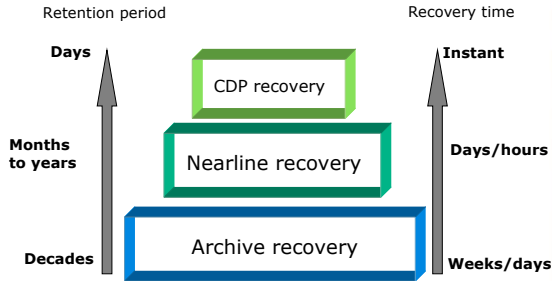 Retention period
Recovery time
Days
Instant
CDP recovery
Months
to years
Nearline recovery
Days/hours
Archive recovery
Decades
Weeks/days